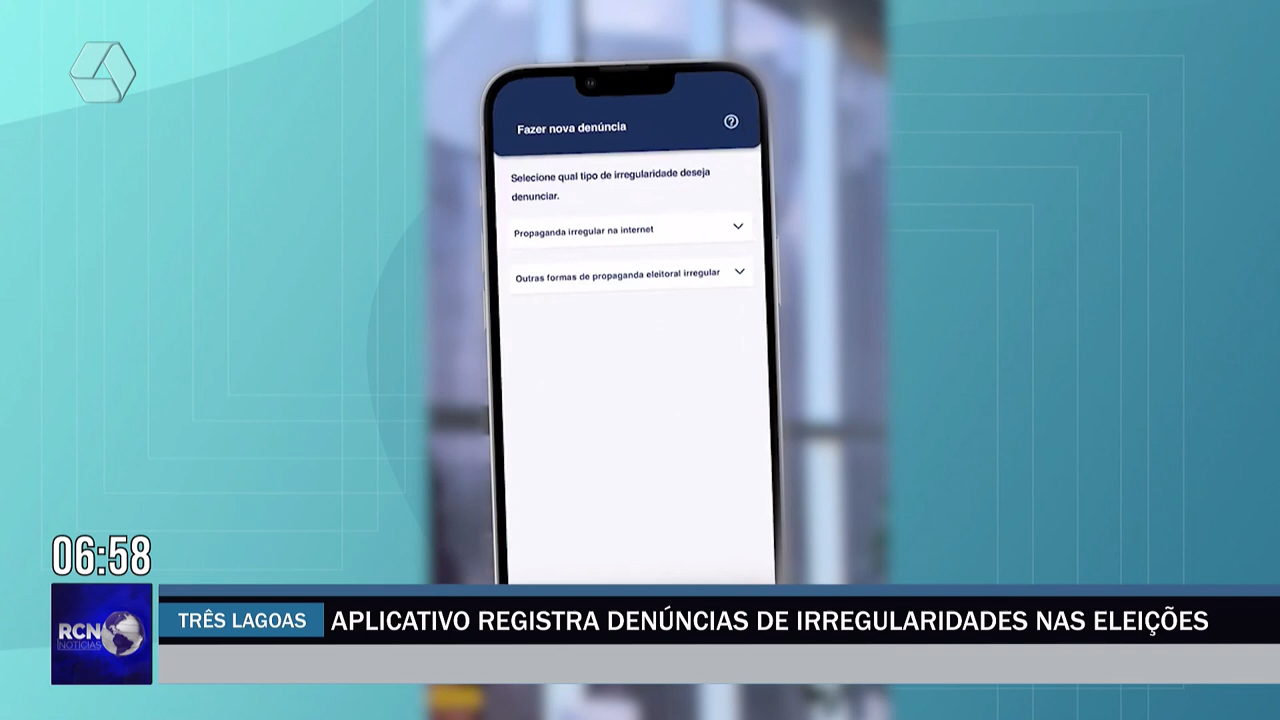 Fazer nova denúncia
Selecione qual tipo de irregularidade deseja
denunciar.
Propaganda irregular na internet
Outras formas de propaganda eleitoral irregular
06:58
RCN
NOTÍCIAS
TRÊS LAGOAS
APLICATIVO REGISTRA DENÚNCIAS DE IRREGULARIDADES NAS ELEIÇÕES